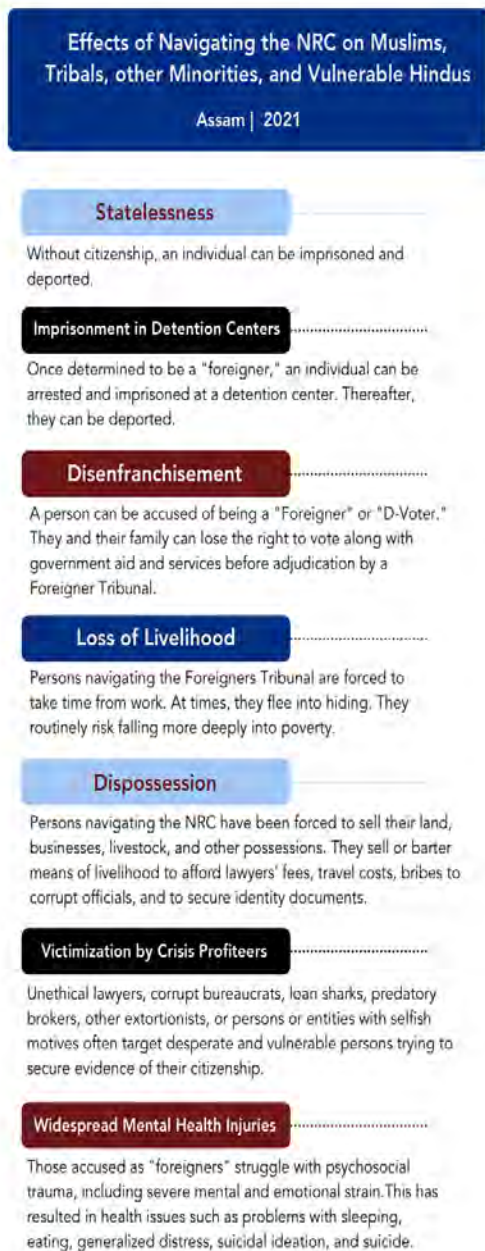 Effects of Navigating the NRC on Muslims,
Tribals, other Minorities, and Vulnerable Hindus
Assam | 2021
Statelessness
Without citizenship, an individual can be imprisoned and
deported.
Imprisonment in Detention Centers
Once determined to be a "foreigner," an individual can be
arrested and imprisoned at a detention center. Thereafter,
they can be deported.
Disenfranchisement
A person can be accused of being a "Foreigner" or "D-Voter."
They and their family can lose the right to vote along with
government aid and services before adjudication by a
Foreigner Tribunal.
Loss of Livelihood
Persons navigating the Foreigners Tribunal are forced to
take time from work. At times, they flee into hiding. They
routinely risk falling more deeply into poverty.
Dispossession
Persons navigating the NRC have been forced to sell their land,
businesses, livestock, and other possessions. They sell or barter
means of livelihood to afford lawyers' fees, travel costs, bribes to
corrupt officials, and to secure identity documents.
Victimization by Crisis Profiteers
Unethical lawyers, corrupt bureaucrats, loan sharks, predatory
brokers, other extortionists, or persons or entities with selfish
motives often target desperate and vulnerable persons trying to
secure evidence of their citizenship.
Widespread Mental Health Injuries
Those accused as "foreigners" struggle with psychosocial
trauma, including severe mental and emotional strain.This has
resulted in health issues such as problems with sleeping,
eating, generalized distress, suicidal ideation, and suicide.